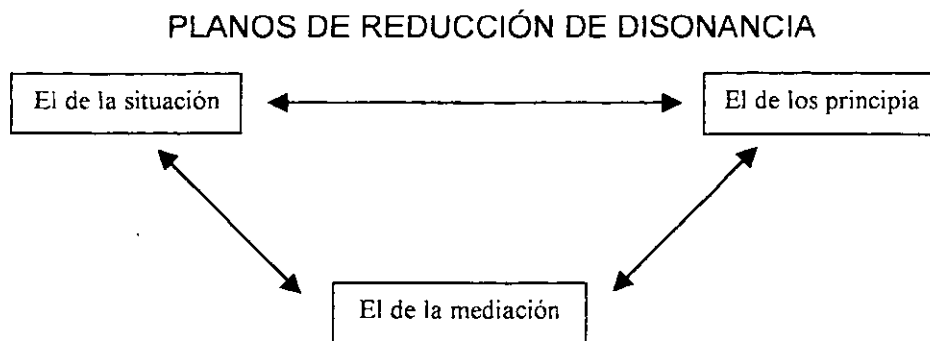 PLANOS DE REDUCCIÓN DE DISONANCIA
El de la situación
El de los principia
El de la mediación